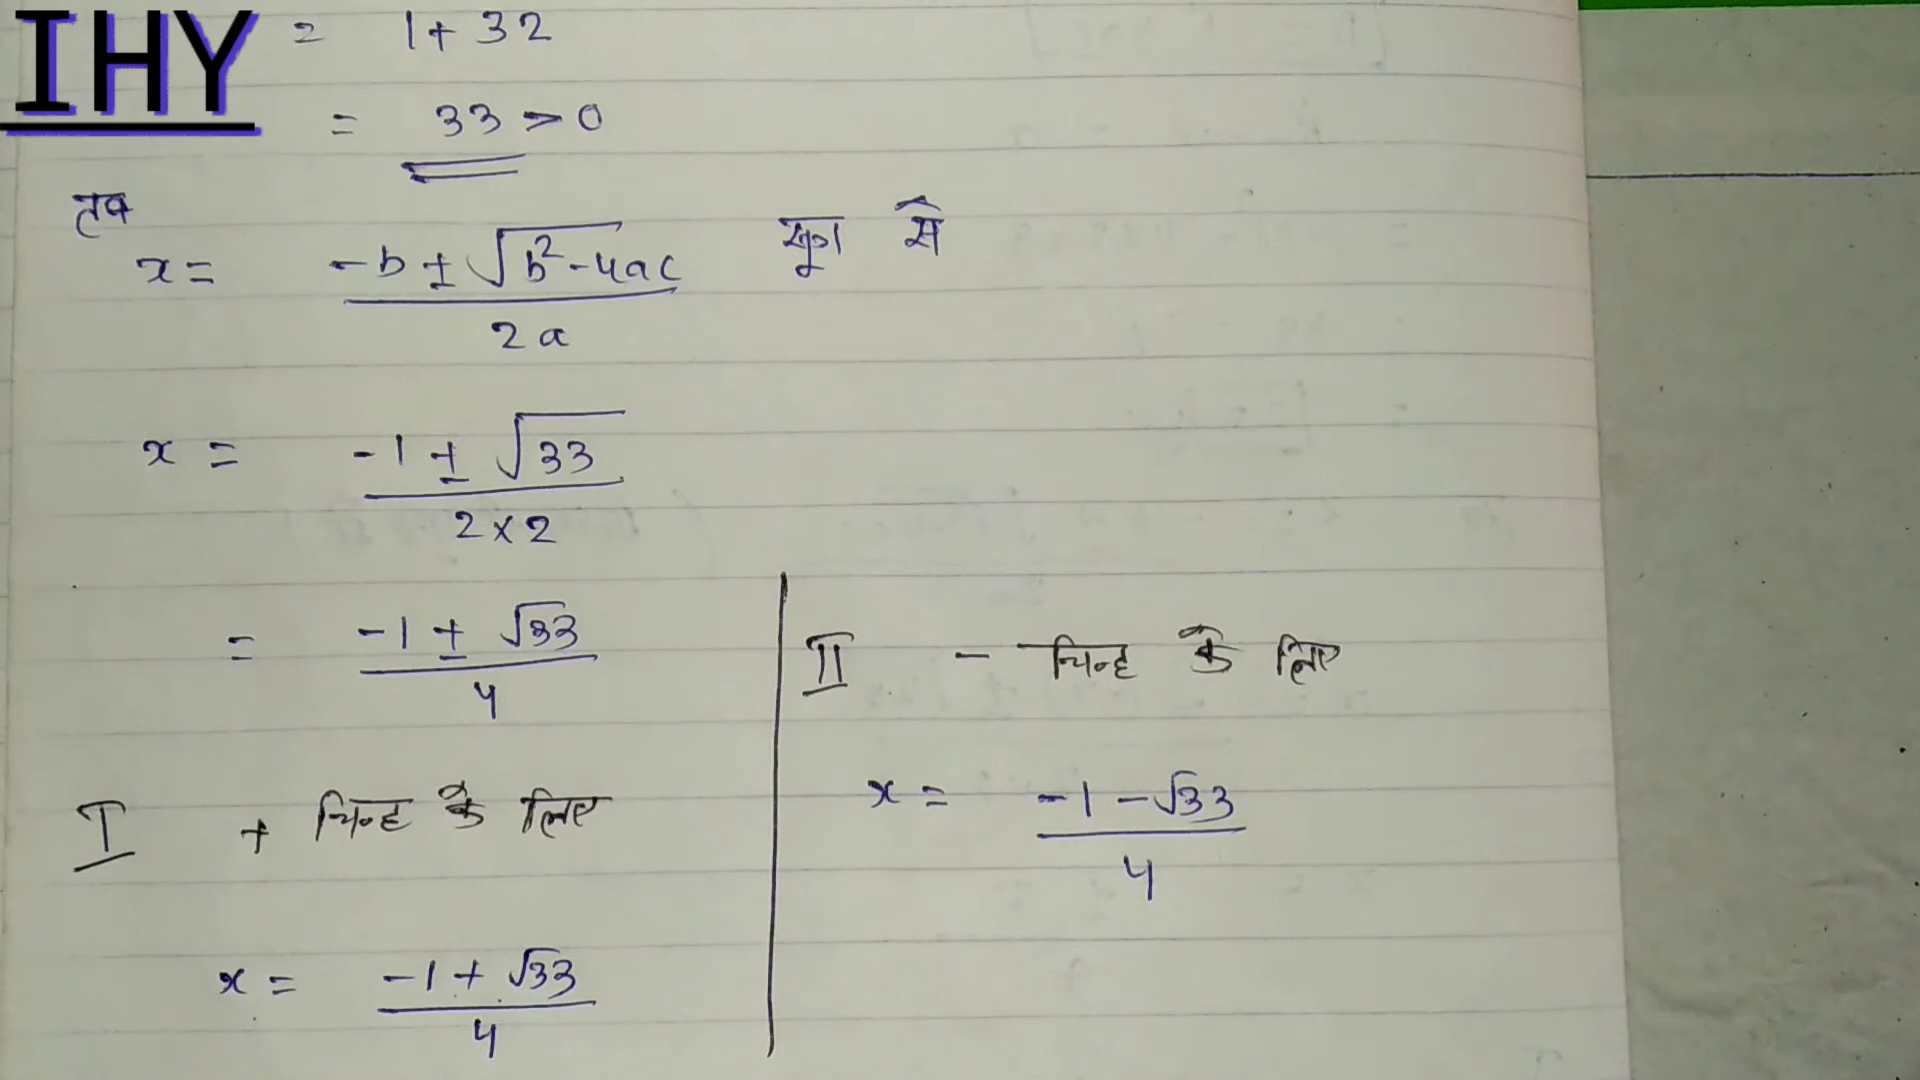 IHY
= 1 + 32
= 33 > 0
तब
x = -b ± √b² - 4ac / 2a सूत्र से
x = -1 ± √33 / 2 × 2
= -1 ± √33 / 4
I + चिन्ह के लिए
x = -1 + √33 / 4
II - चिन्ह के लिए
x = -1 - √33 / 4